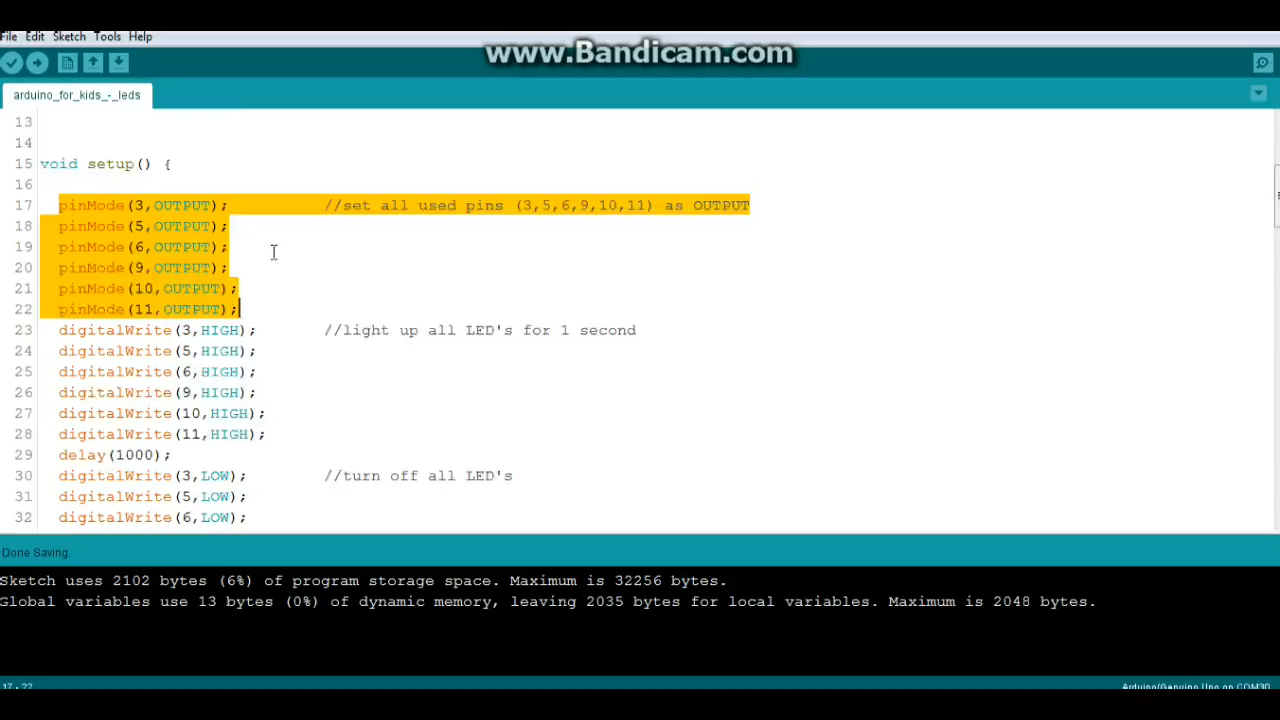 www.Bandicam.com
File Edit Sketch Tools Help
arduino_for_kids_-_leds
13
14
15 void setup() {
16
17 pinMode(3,OUTPUT); //set all used pins (3,5,6,9,10,11) as OUTPUT
18 pinMode(5,OUTPUT);
19 pinMode(6,OUTPUT);
20 pinMode(9,OUTPUT);
21 pinMode(10,OUTPUT);
22 pinMode(11,OUTPUT);
23 digitalWrite(3,HIGH); //light up all LED's for 1 second
24 digitalWrite(5,HIGH);
25 digitalWrite(6,HIGH);
26 digitalWrite(9,HIGH);
27 digitalWrite(10,HIGH);
28 digitalWrite(11,HIGH);
29 delay(1000);
30 digitalWrite(3,LOW); //turn off all LED's
31 digitalWrite(5,LOW);
32 digitalWrite(6,LOW);
Done Saving.
Sketch uses 2102 bytes (6%) of program storage space. Maximum is 32256 bytes.
Global variables use 13 bytes (0%) of dynamic memory, leaving 2035 bytes for local variables. Maximum is 2048 bytes.
17 - 22 Arduino/Genuino Uno on COM30